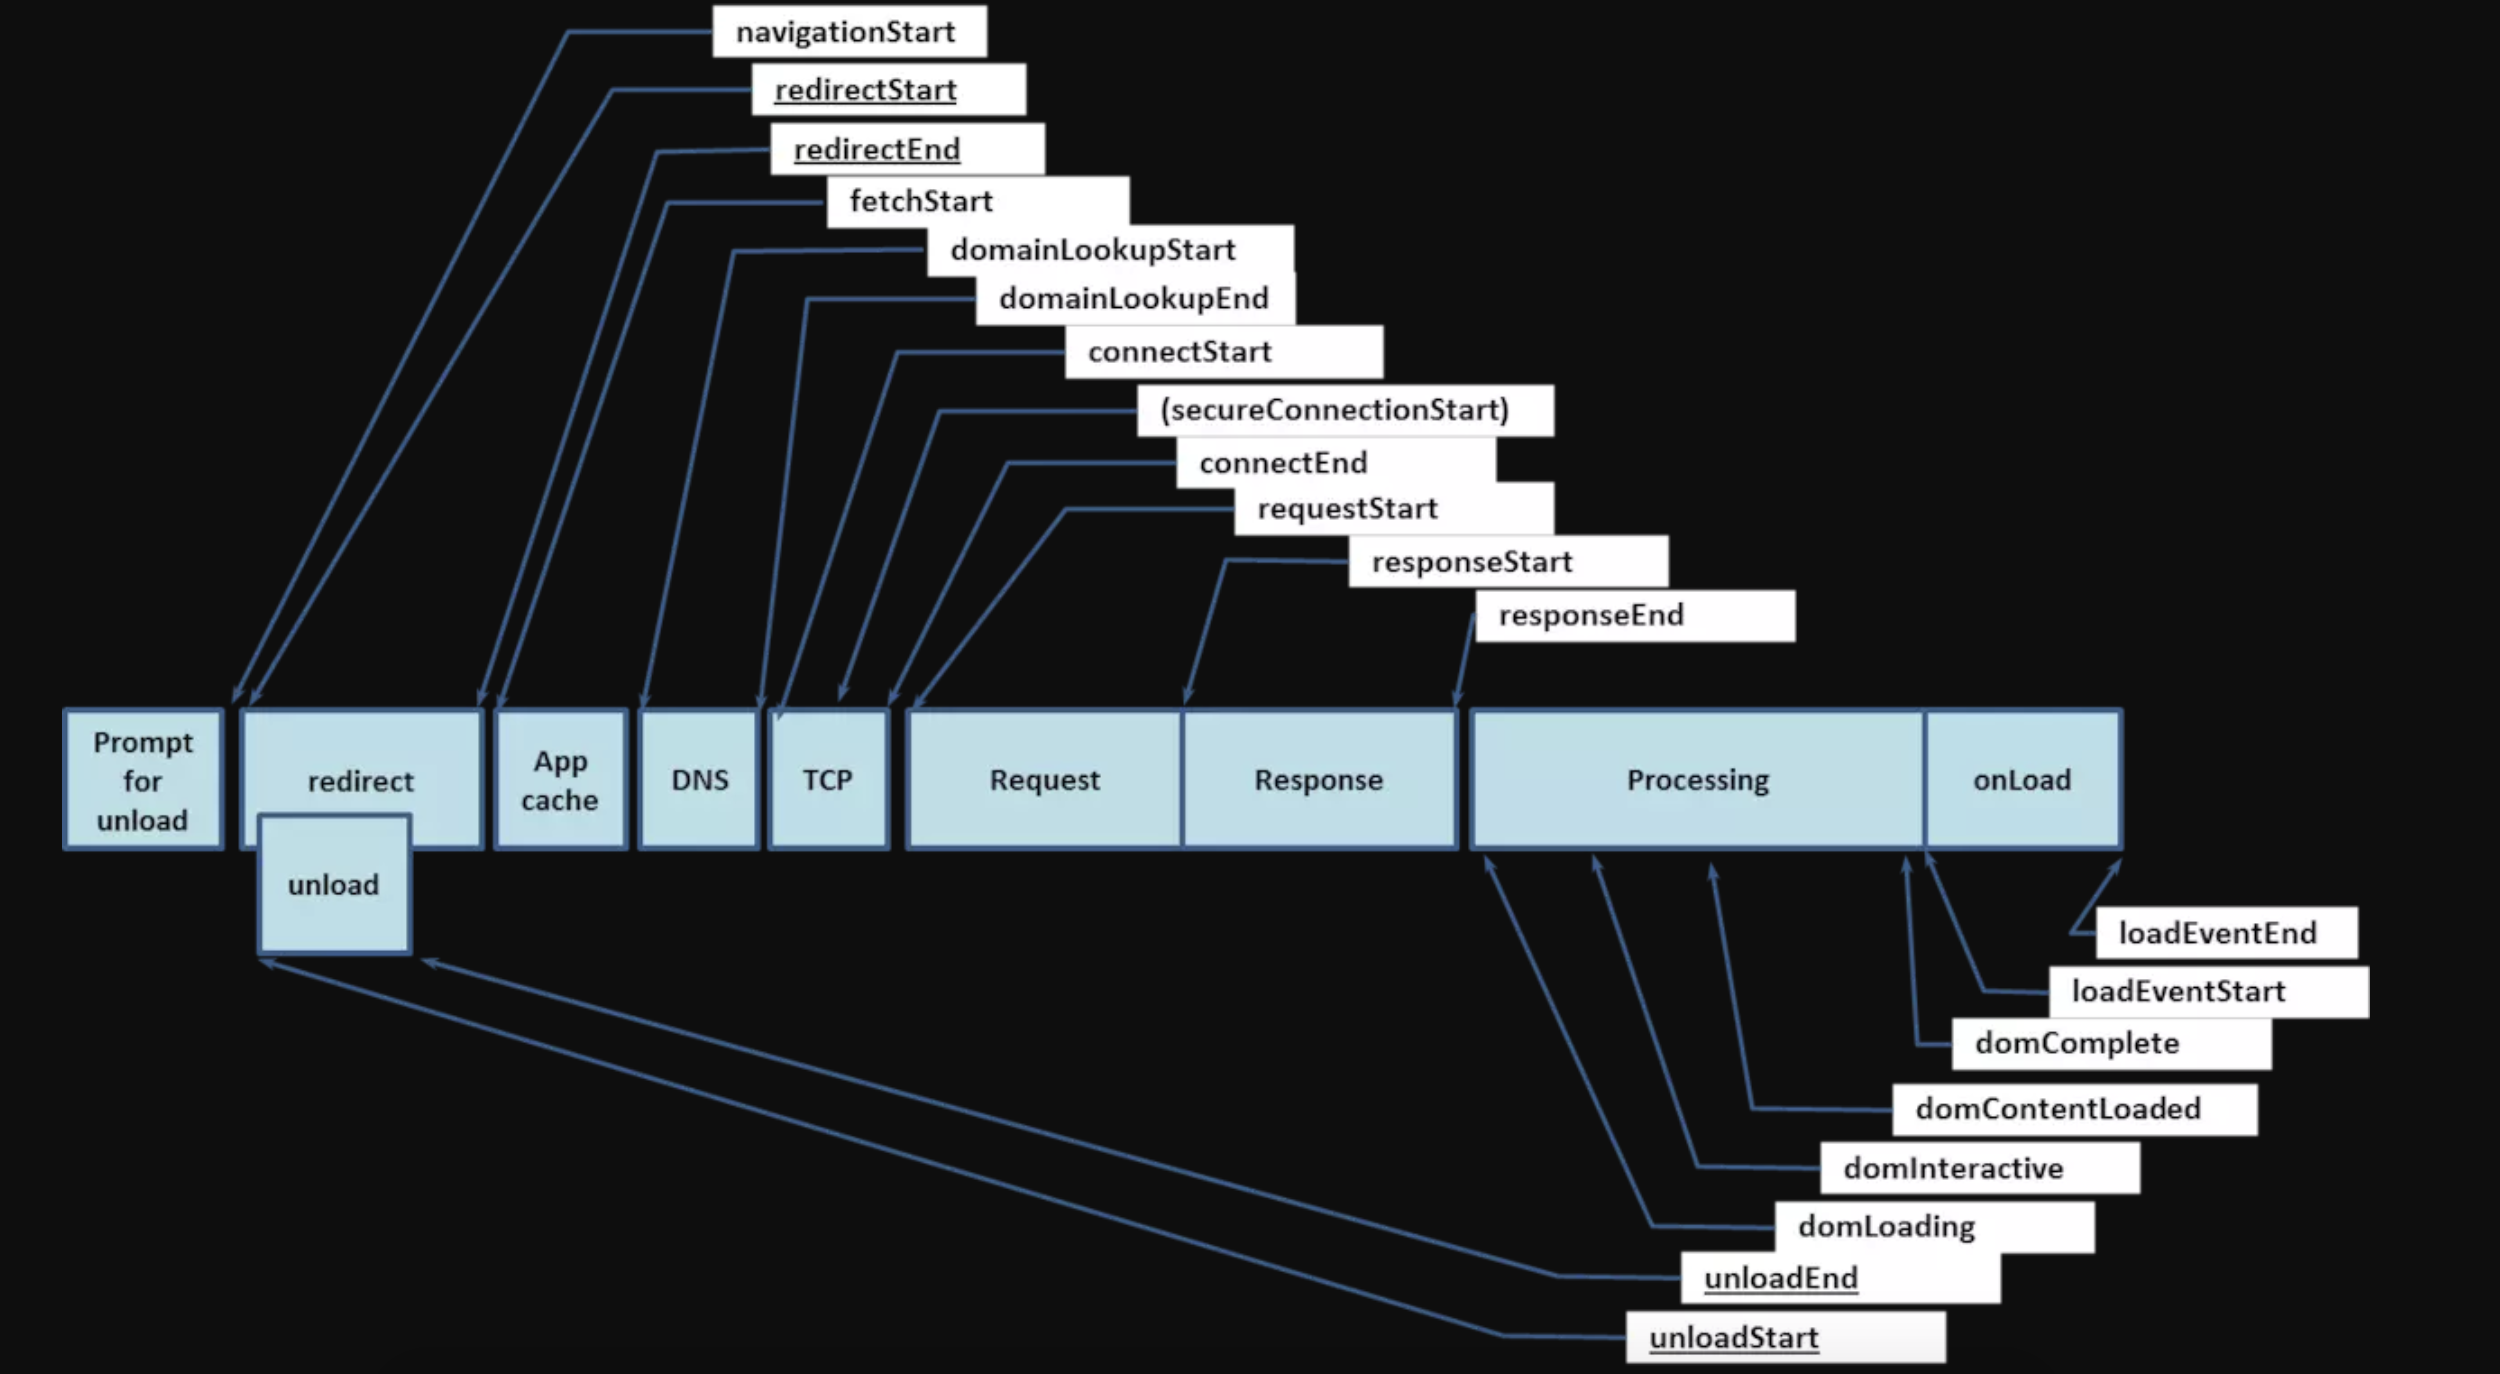 navigationStart
redirectStart
redirectEnd
fetchStart
domainLookupStart
domainLookupEnd
connectStart
(secureConnectionStart)
connectEnd
requestStart
responseStart
responseEnd
Prompt
for
unload
redirect
unload
App
cache
DNS
TCP
Request
Response
Processing
onLoad
loadEventEnd
loadEventStart
domComplete
domContentLoaded
domInteractive
domLoading
unloadEnd
unloadStart